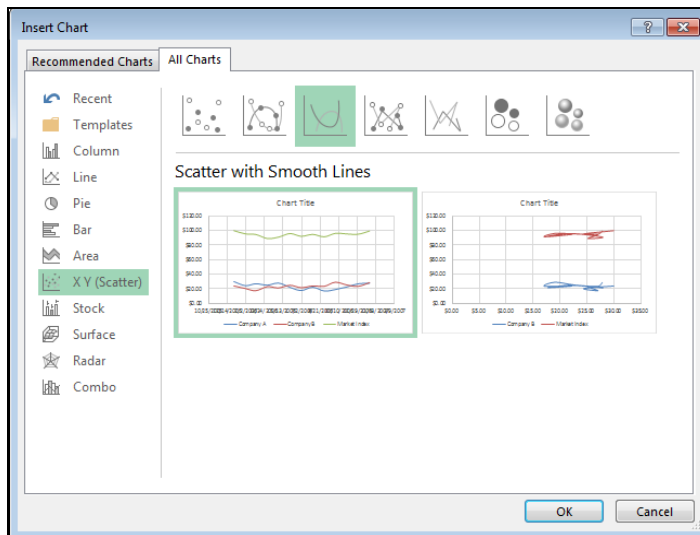 Insert Chart
Recommended Charts
All Charts
Recent
Templates
Column
Line
Pie
Bar
Area
X Y (Scatter)
Stock
Surface
Radar
Combo
Scatter with Smooth Lines
Chart Title
$120.00
$100.00
$80.00
$60.00
$40.00
$20.00
$0.00
Company A Company B Market Index
Chart Title
$120.00
$100.00
$80.00
$60.00
$40.00
$20.00
$0.00
$0.00 $5.00 $10.00 $15.00 $20.00 $25.00 $30.00 $35.00
Company B Market Index
OK
Cancel